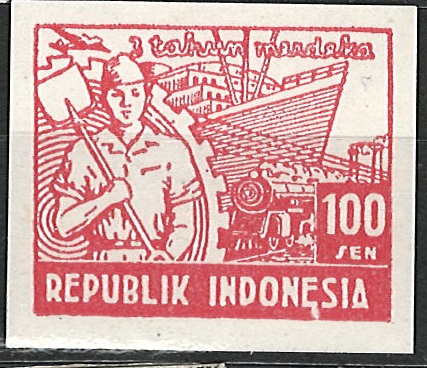 3 tahun merdeka
100
SEN
REPUBLIK INDONESIA